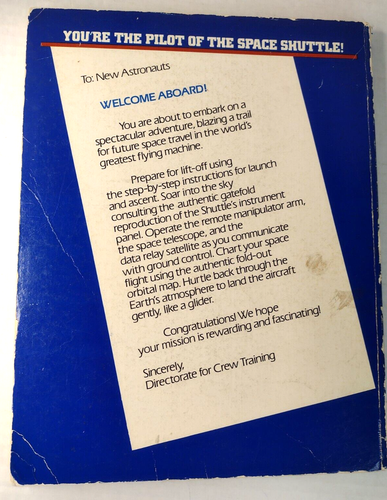 YOU'RE THE PILOT OF THE SPACE SHUTTLE!
To: New Astronauts
WELCOME ABOARD!
You are about to embark on a
spectacular adventure, blazing a trail
for future space travel in the world's
greatest flying machine.
Prepare for lift-off using
the step-by-step instructions for launch
and ascent. Soar into the sky
consulting the authentic gatefold
reproduction of the Shuttle's instrument
panel. Operate the remote manipulator arm,
the space telescope, and the
data relay satellite as you communicate
with ground control. Chart your space
flight using the authentic fold-out
orbital map. Hurtle back through the
Earth's atmosphere to land the aircraft
gently, like a glider.
Congratulations! We hope
your mission is rewarding and fascinating!
Sincerely,
Directorate for Crew Training